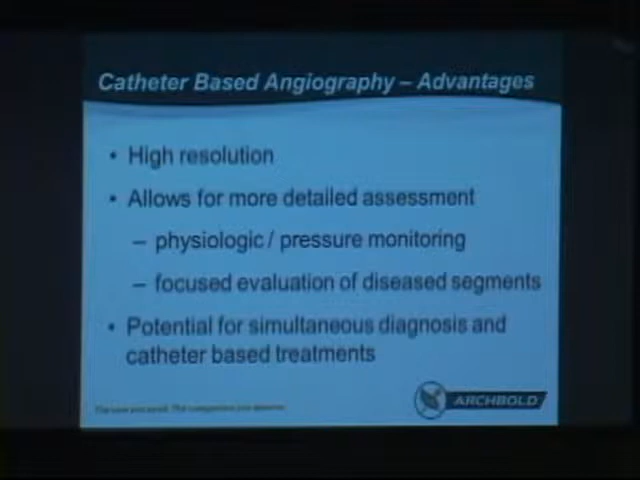 Catheter Based Angiography – Advantages
• High resolution
• Allows for more detailed assessment
– physiologic / pressure monitoring
– focused evaluation of diseased segments
• Potential for simultaneous diagnosis and
catheter based treatments
ARCHBOLD